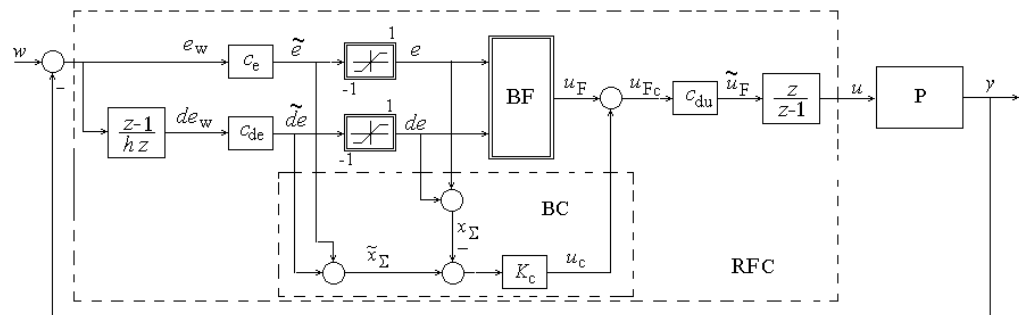 w
-
e_w
c_e
ẽ
1
-1
e
z-1
h z
de_w
c_de
d̃e
1
-1
de
BF
u_F
u_Fc
c_du
ũ_F
z
z-1
u
P
y
BC
x_Σ
-
x̃_Σ
K_c
u_c
RFC